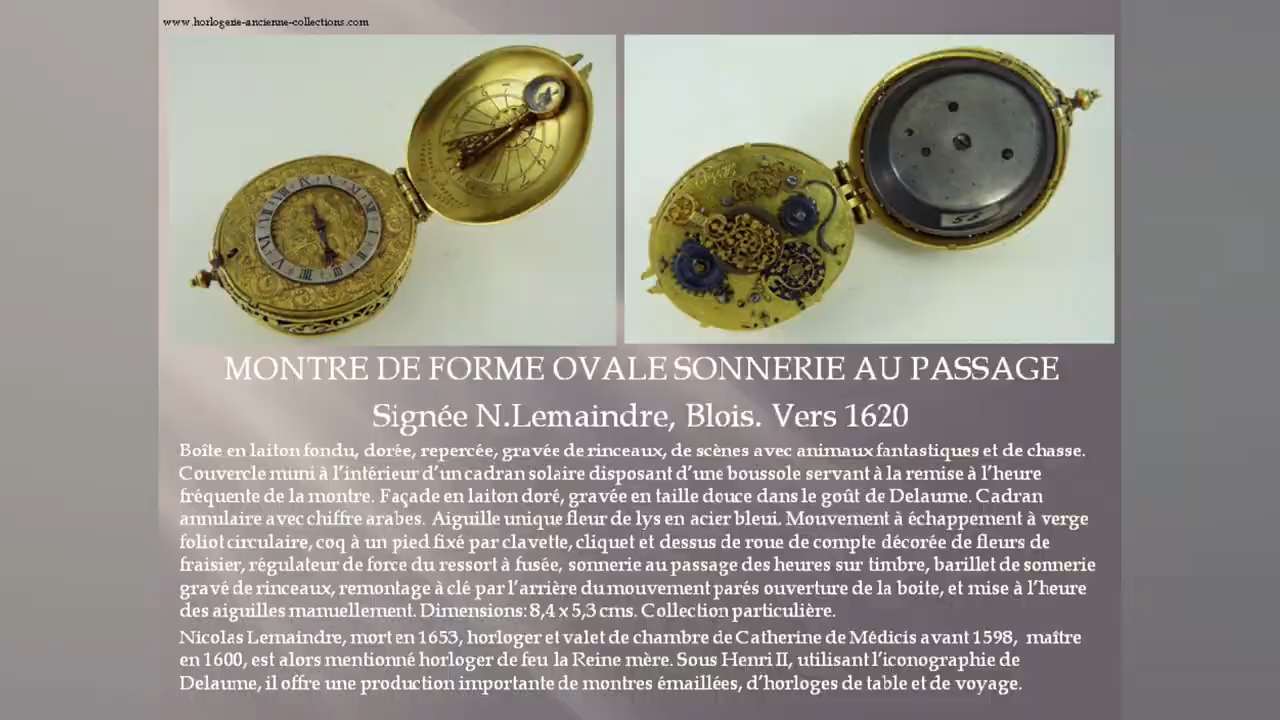 www.horlogerie-ancienne-collections.com
55
MONTRE DE FORME OVALE SONNERIE AU PASSAGE
Signée N.Lemaindre, Blois. Vers 1620
Boîte en laiton fondu, dorée, repercée, gravée de rinceaux, de scènes avec animaux fantastiques et de chasse.
Couvercle muni à l'intérieur d'un cadran solaire disposant d'une boussole servant à la remise à l'heure
fréquente de la montre. Façade en laiton doré, gravée en taille douce dans le goût de Delaume. Cadran
annulaire avec chiffre arabes. Aiguille unique fleur de lys en acier bleui. Mouvement à échappement à verge
foliot circulaire, coq à un pied fixé par clavette, cliquet et dessus de roue de compte décorée de fleurs de
fraisier, régulateur de force du ressort à fusée, sonnerie au passage des heures sur timbre, barillet de sonnerie
gravé de rinceaux, remontage à clé par l'arrière du mouvement parés ouverture de la boite, et mise à l'heure
des aiguilles manuellement. Dimensions: 8,4 x 5,3 cms. Collection particulière.
Nicolas Lemaindre, mort en 1653, horloger et valet de chambre de Catherine de Médicis avant 1598, maître
en 1600, est alors mentionné horloger de feu la Reine mère. Sous Henri II, utilisant l'iconographie de
Delaume, il offre une production importante de montres émaillées, d'horloges de table et de voyage.